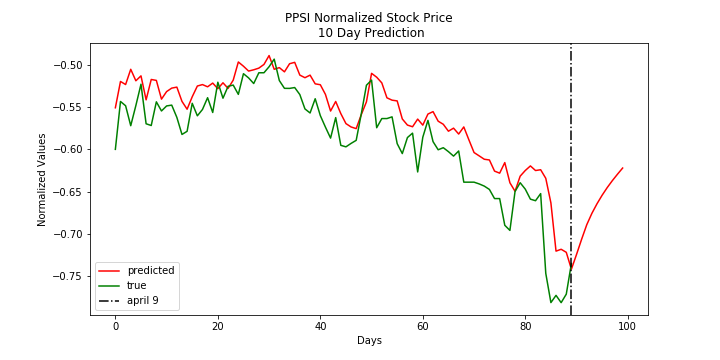 PPSI Normalized Stock Price
10 Day Prediction
Normalized Values
−0.50
−0.55
−0.60
−0.65
−0.70
−0.75
predicted
true
april 9
0
20
40
60
80
100
Days